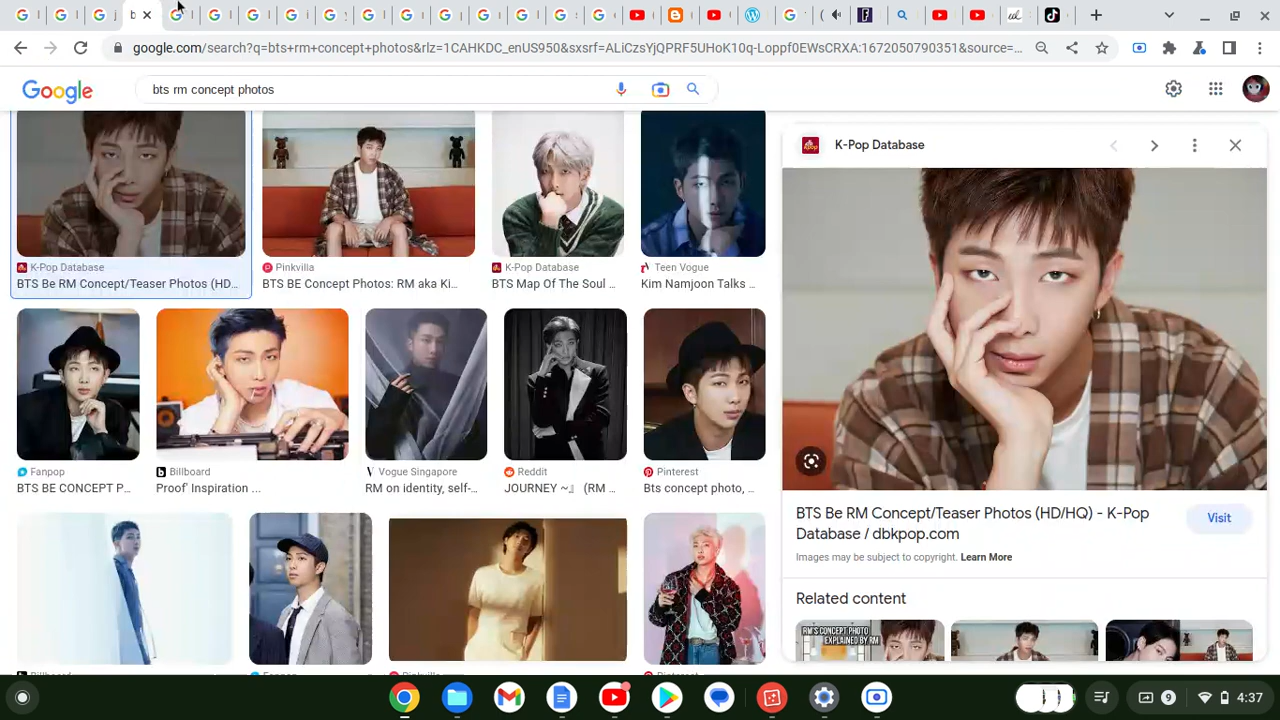 google.com/search?q=bts+rm+concept+photos&rlz=1CAHKDC_enUS950&sxsrf=ALiCzsYjQPRF5UHoK10q-Loppf0EWsCRXA:1672050790351&source=...
Google
bts rm concept photos
K-Pop Database
BTS Be RM Concept/Teaser Photos (HD...
Pinkvilla
BTS BE Concept Photos: RM aka Ki...
K-Pop Database
BTS Map Of The Soul ...
Teen Vogue
Kim Namjoon Talks ...
Fanpop
BTS BE CONCEPT P...
Billboard
Proof' Inspiration ...
Vogue Singapore
RM on identity, self-...
Reddit
JOURNEY ~』 (RM ...
Pinterest
Bts concept photo, ...
K-Pop Database
BTS Be RM Concept/Teaser Photos (HD/HQ) - K-Pop
Database / dbkpop.com
Visit
Images may be subject to copyright. Learn More
Related content
RM'S CONCEPT PHOTO
EXPLAINED BY RM
9
4:37